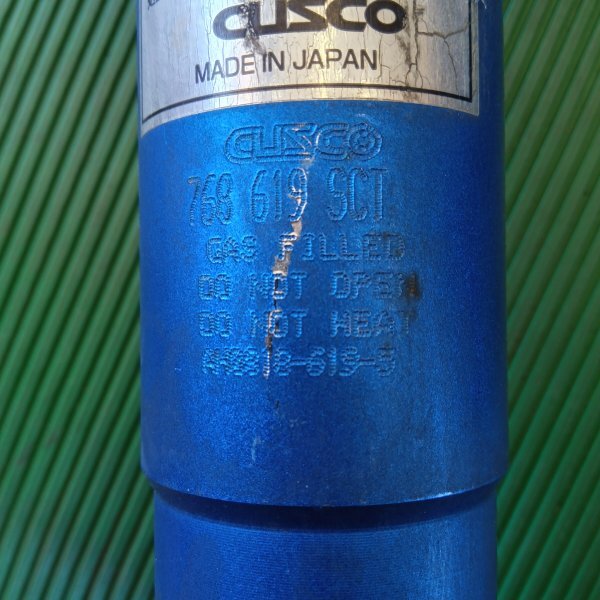 CUSCO
MADE IN JAPAN
CUSCO
768 619 SCT
GAS FILLED
DO NOT OPEN
DO NOT HEAT